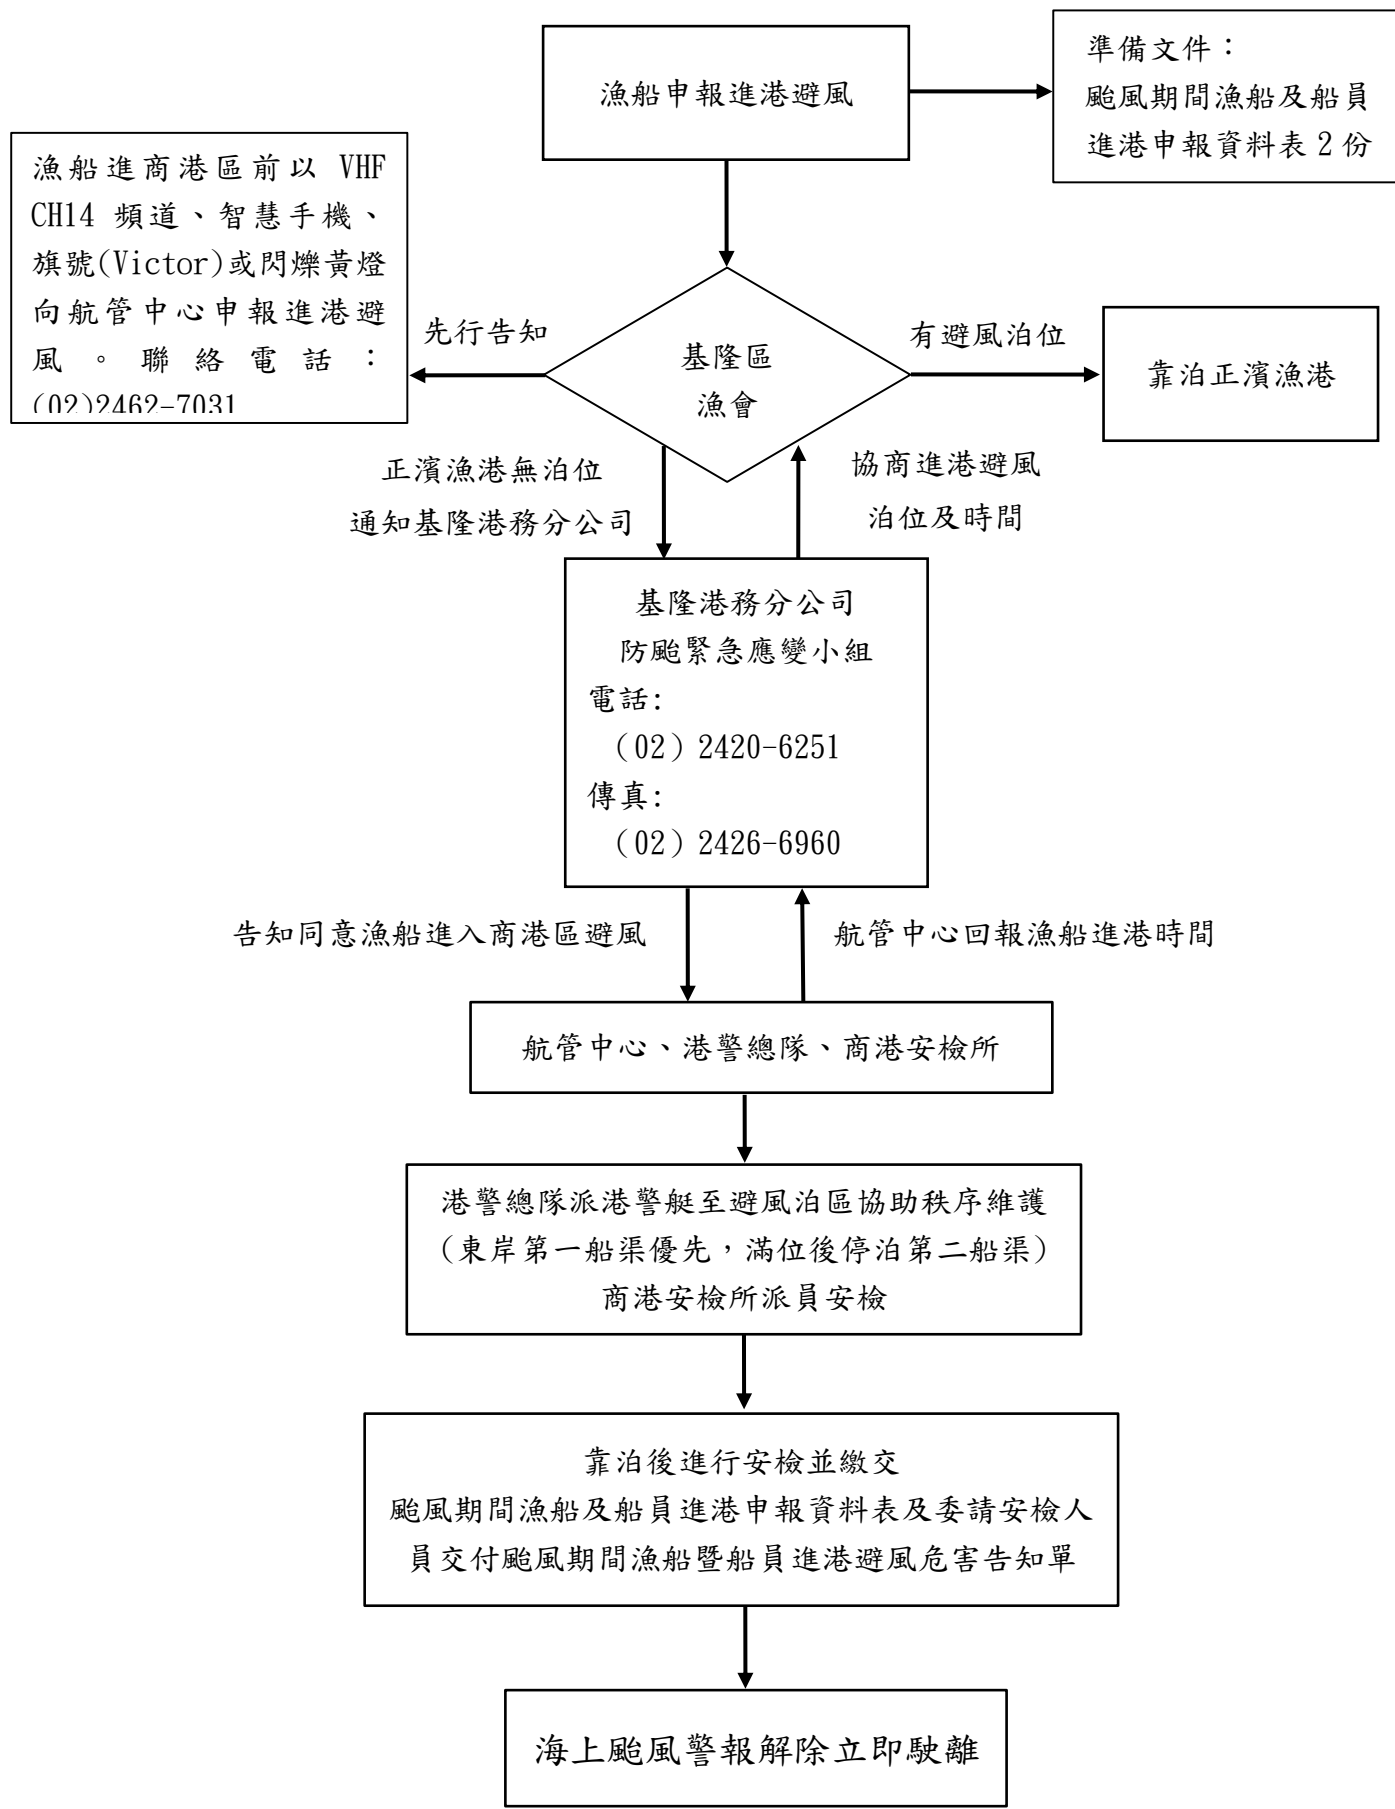 漁船申報進港避風
準備文件：
颱風期間漁船及船員
進港申報資料表 2 份
漁船進商港區前以 VHF
CH14 頻道、智慧手機、
旗號(Victor)或閃爍黃燈
向航管中心申報進港避
風。聯絡電話：
(02)2462-7031
先行告知
基隆區
漁會
有避風泊位
靠泊正濱漁港
正濱漁港無泊位
通知基隆港務分公司
協商進港避風
泊位及時間
基隆港務分公司
防颱緊急應變小組
電話:
（02）2420-6251
傳真:
（02）2426-6960
告知同意漁船進入商港區避風
航管中心回報漁船進港時間
航管中心、港警總隊、商港安檢所
港警總隊派港警艇至避風泊區協助秩序維護
（東岸第一船渠優先，滿位後停泊第二船渠）
商港安檢所派員安檢
靠泊後進行安檢並繳交
颱風期間漁船及船員進港申報資料表及委請安檢人
員交付颱風期間漁船暨船員進港避風危害告知單
海上颱風警報解除立即駛離